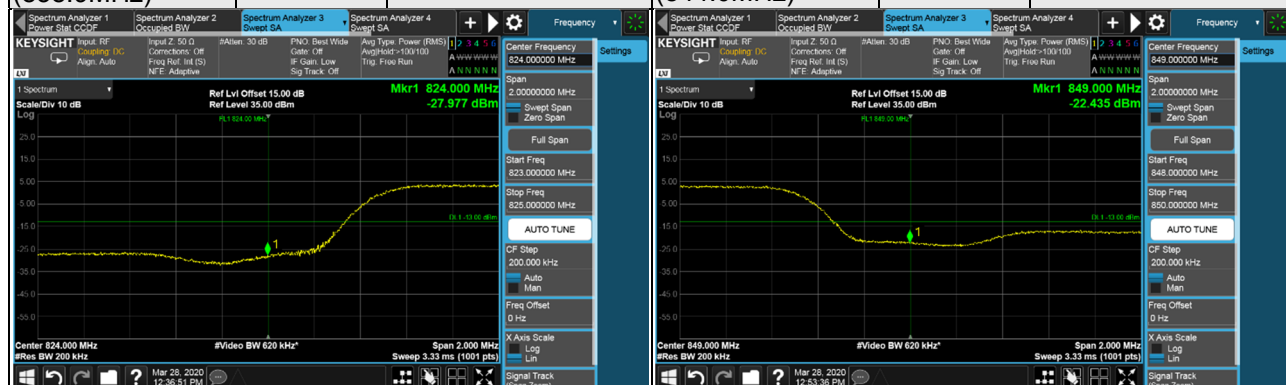 Spectrum Analyzer 1
Power Stat CCDF
Spectrum Analyzer 2
Occupied BW
Spectrum Analyzer 3
Swept SA
Spectrum Analyzer 4
Swept SA
Frequency
KEYSIGHT
Input: RF
Coupling: DC
Align: Auto
Input Z: 50 Ω
Corrections: Off
Freq Ref: Int (S)
NFE: Adaptive
#Atten: 30 dB
PNO: Best Wide
Gate: Off
IF Gain: Low
Sig Track: Off
Avg Type: Power (RMS)
Avg|Hold:>100/100
Trig: Free Run
1 2 3 4 5 6
A W W W W W
A N N N N N
LXI
1 Spectrum
Scale/Div 10 dB
Log
Ref Lvl Offset 15.00 dB
Ref Level 35.00 dBm
Mkr1 824.000 MHz
-27.977 dBm
25.0
15.0
5.00
-5.00
-15.0
-25.0
-35.0
-45.0
-55.0
FL1 824.00 MHz
DL1 -13.00 dBm
1
Center 824.000 MHz
#Res BW 200 kHz
#Video BW 620 kHz*
Span 2.000 MHz
Sweep 3.33 ms (1001 pts)
Center Frequency
824.000000 MHz
Settings
Span
2.00000000 MHz
Swept Span
Zero Span
Full Span
Start Freq
823.000000 MHz
Stop Freq
825.000000 MHz
AUTO TUNE
CF Step
200.000 kHz
Auto
Man
Freq Offset
0 Hz
X Axis Scale
Log
Lin
Signal Track
Mar 28, 2020
12:36:51 PM
Spectrum Analyzer 1
Power Stat CCDF
Spectrum Analyzer 2
Occupied BW
Spectrum Analyzer 3
Swept SA
Spectrum Analyzer 4
Swept SA
Frequency
KEYSIGHT
Input: RF
Coupling: DC
Align: Auto
Input Z: 50 Ω
Corrections: Off
Freq Ref: Int (S)
NFE: Adaptive
#Atten: 30 dB
PNO: Best Wide
Gate: Off
IF Gain: Low
Sig Track: Off
Avg Type: Power (RMS)
Avg|Hold:>100/100
Trig: Free Run
1 2 3 4 5 6
A W W W W W
A N N N N N
LXI
1 Spectrum
Scale/Div 10 dB
Log
Ref Lvl Offset 15.00 dB
Ref Level 35.00 dBm
Mkr1 849.000 MHz
-22.435 dBm
25.0
15.0
5.00
-5.00
-15.0
-25.0
-35.0
-45.0
-55.0
FL1 849.00 MHz
DL1 -13.00 dBm
1
Center 849.000 MHz
#Res BW 200 kHz
#Video BW 620 kHz*
Span 2.000 MHz
Sweep 3.33 ms (1001 pts)
Center Frequency
849.000000 MHz
Settings
Span
2.00000000 MHz
Swept Span
Zero Span
Full Span
Start Freq
848.000000 MHz
Stop Freq
850.000000 MHz
AUTO TUNE
CF Step
200.000 kHz
Auto
Man
Freq Offset
0 Hz
X Axis Scale
Log
Lin
Signal Track
Mar 28, 2020
12:53:36 PM